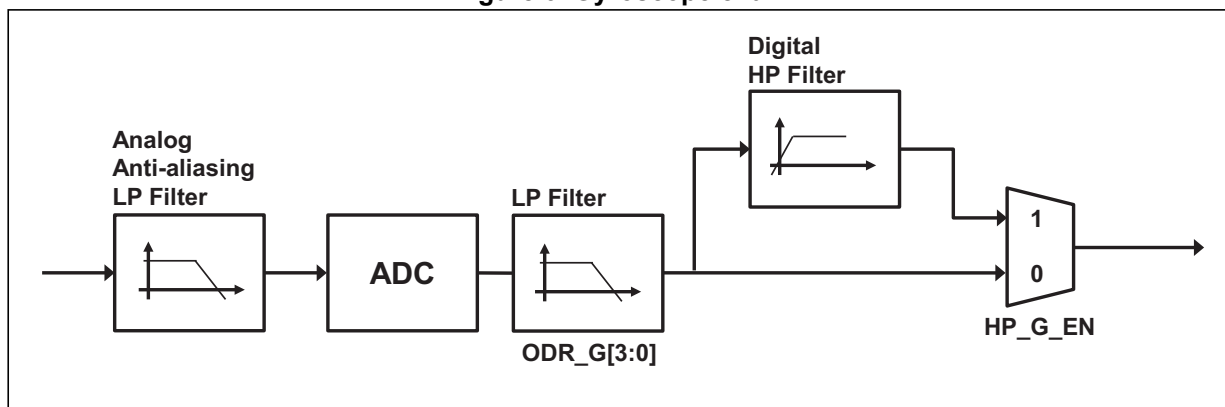 Digital
HP Filter
Analog
Anti-aliasing
LP Filter
LP Filter
ADC
1
0
ODR_G[3:0]
HP_G_EN